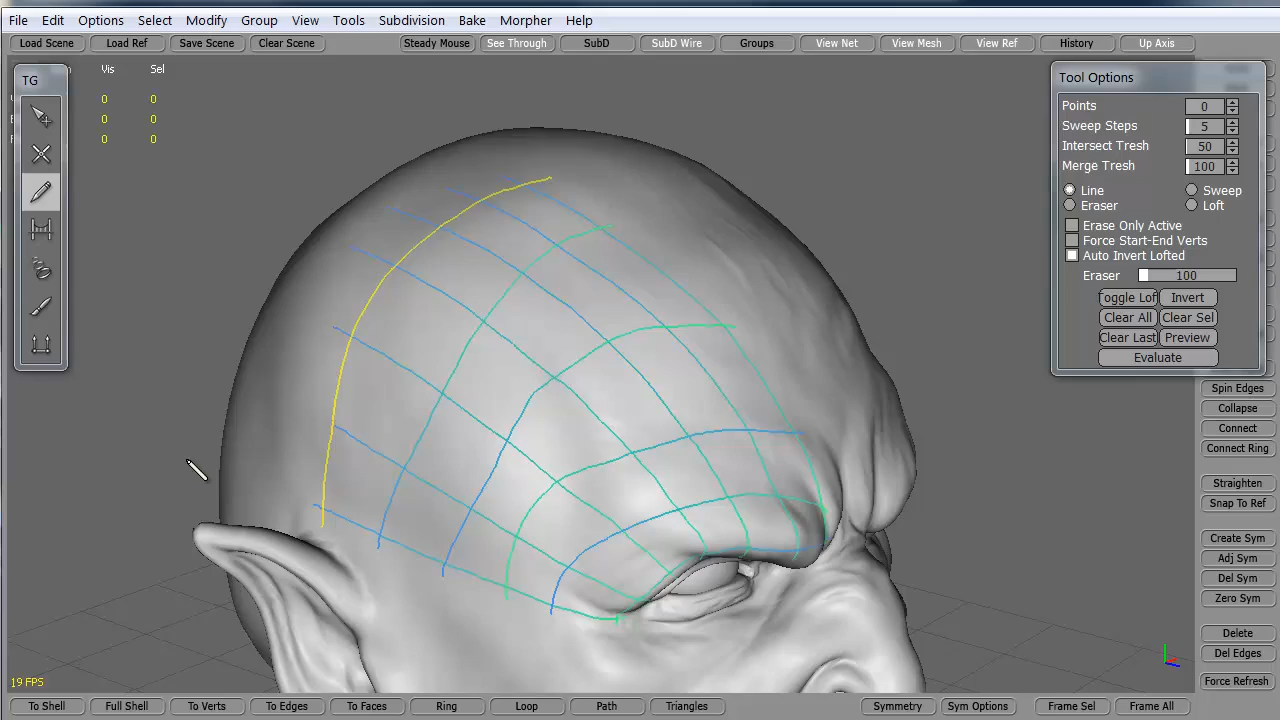 File Edit Options Select Modify Group View Tools Subdivision Bake Morpher Help
Load Scene Load Ref Save Scene Clear Scene Steady Mouse See Through SubD SubD Wire Groups View Net View Mesh View Ref History Up Axis
TG
Vis Sel
0 0
0 0
0 0
Tool Options
Points 0
Sweep Steps 5
Intersect Tresh 50
Merge Tresh 100
Line Sweep
Eraser Loft
Erase Only Active
Force Start-End Verts
Auto Invert Lofted
Eraser 100
Toggle Lof Invert
Clear All Clear Sel
Clear Last Preview
Evaluate
Spin Edges
Collapse
Connect
Connect Ring
Straighten
Snap To Ref
Create Sym
Adj Sym
Del Sym
Zero Sym
Delete
Del Edges
Force Refresh
19 FPS
To Shell Full Shell To Verts To Edges To Faces Ring Loop Path Triangles Symmetry Sym Options Frame Sel Frame All